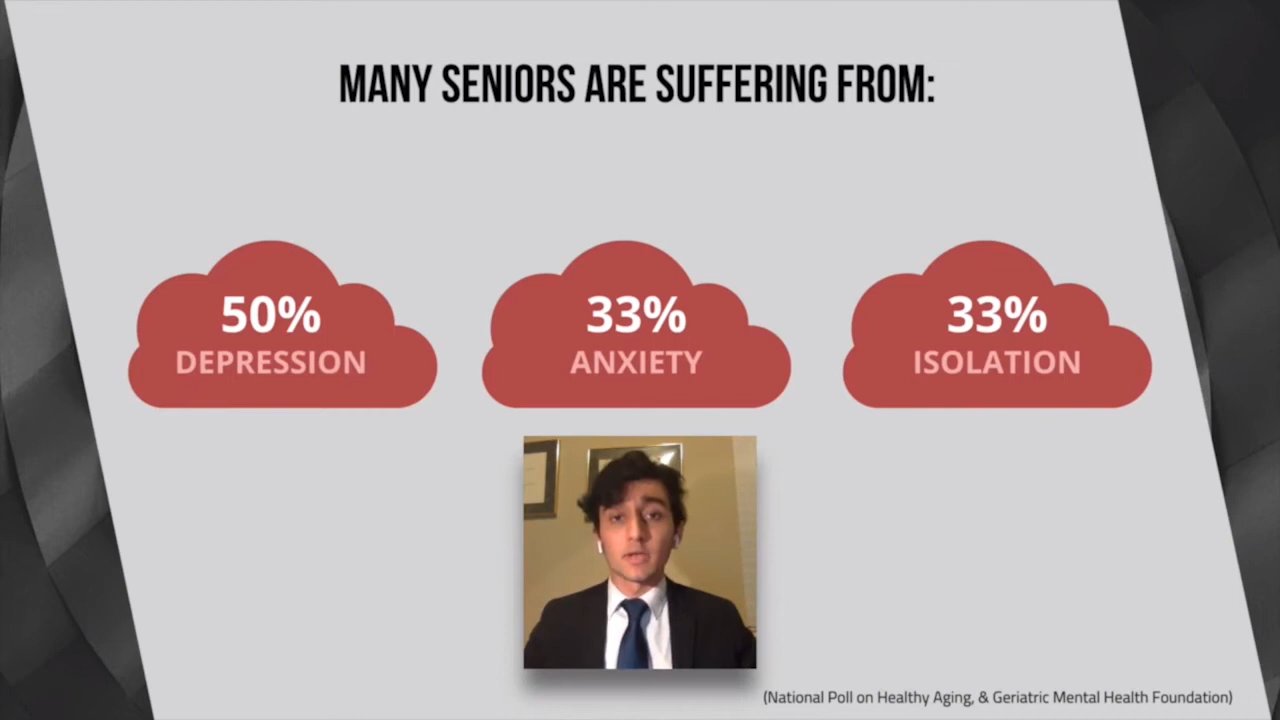 MANY SENIORS ARE SUFFERING FROM:
50%
DEPRESSION
33%
ANXIETY
33%
ISOLATION
(National Poll on Healthy Aging, & Geriatric Mental Health Foundation)